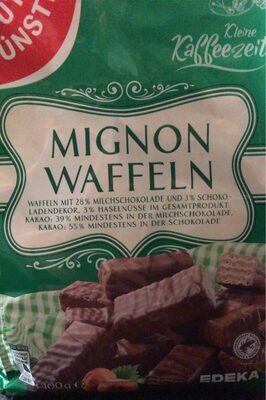 Kleine
Kaffeezeit
MIGNON
WAFFELN
WAFFELN MIT 28% MILCHSCHOKOLADE UND 3% SCHOKO-
LADENDEKOR, 3% HASELNÜSSE IM GESAMTPRODUKT.
KAKAO: 39% MINDESTENS IN DER MILCHSCHOKOLADE.
KAKAO: 55% MINDESTENS IN DER SCHOKOLADE
EDEKA